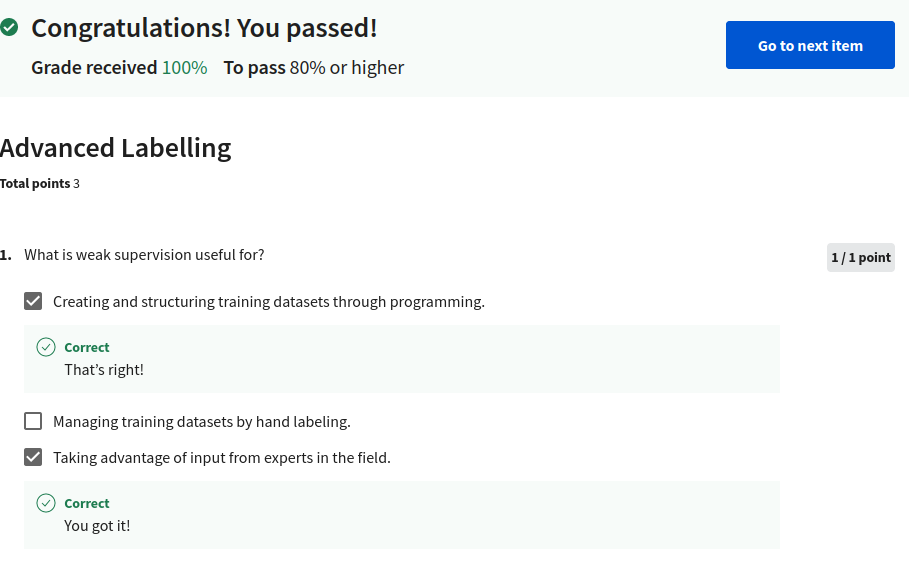 Congratulations! You passed!
Go to next item
Grade received 100% To pass 80% or higher
Advanced Labelling
Total points 3
1. What is weak supervision useful for?
1 / 1 point
Creating and structuring training datasets through programming.
Correct
That’s right!
Managing training datasets by hand labeling.
Taking advantage of input from experts in the field.
Correct
You got it!